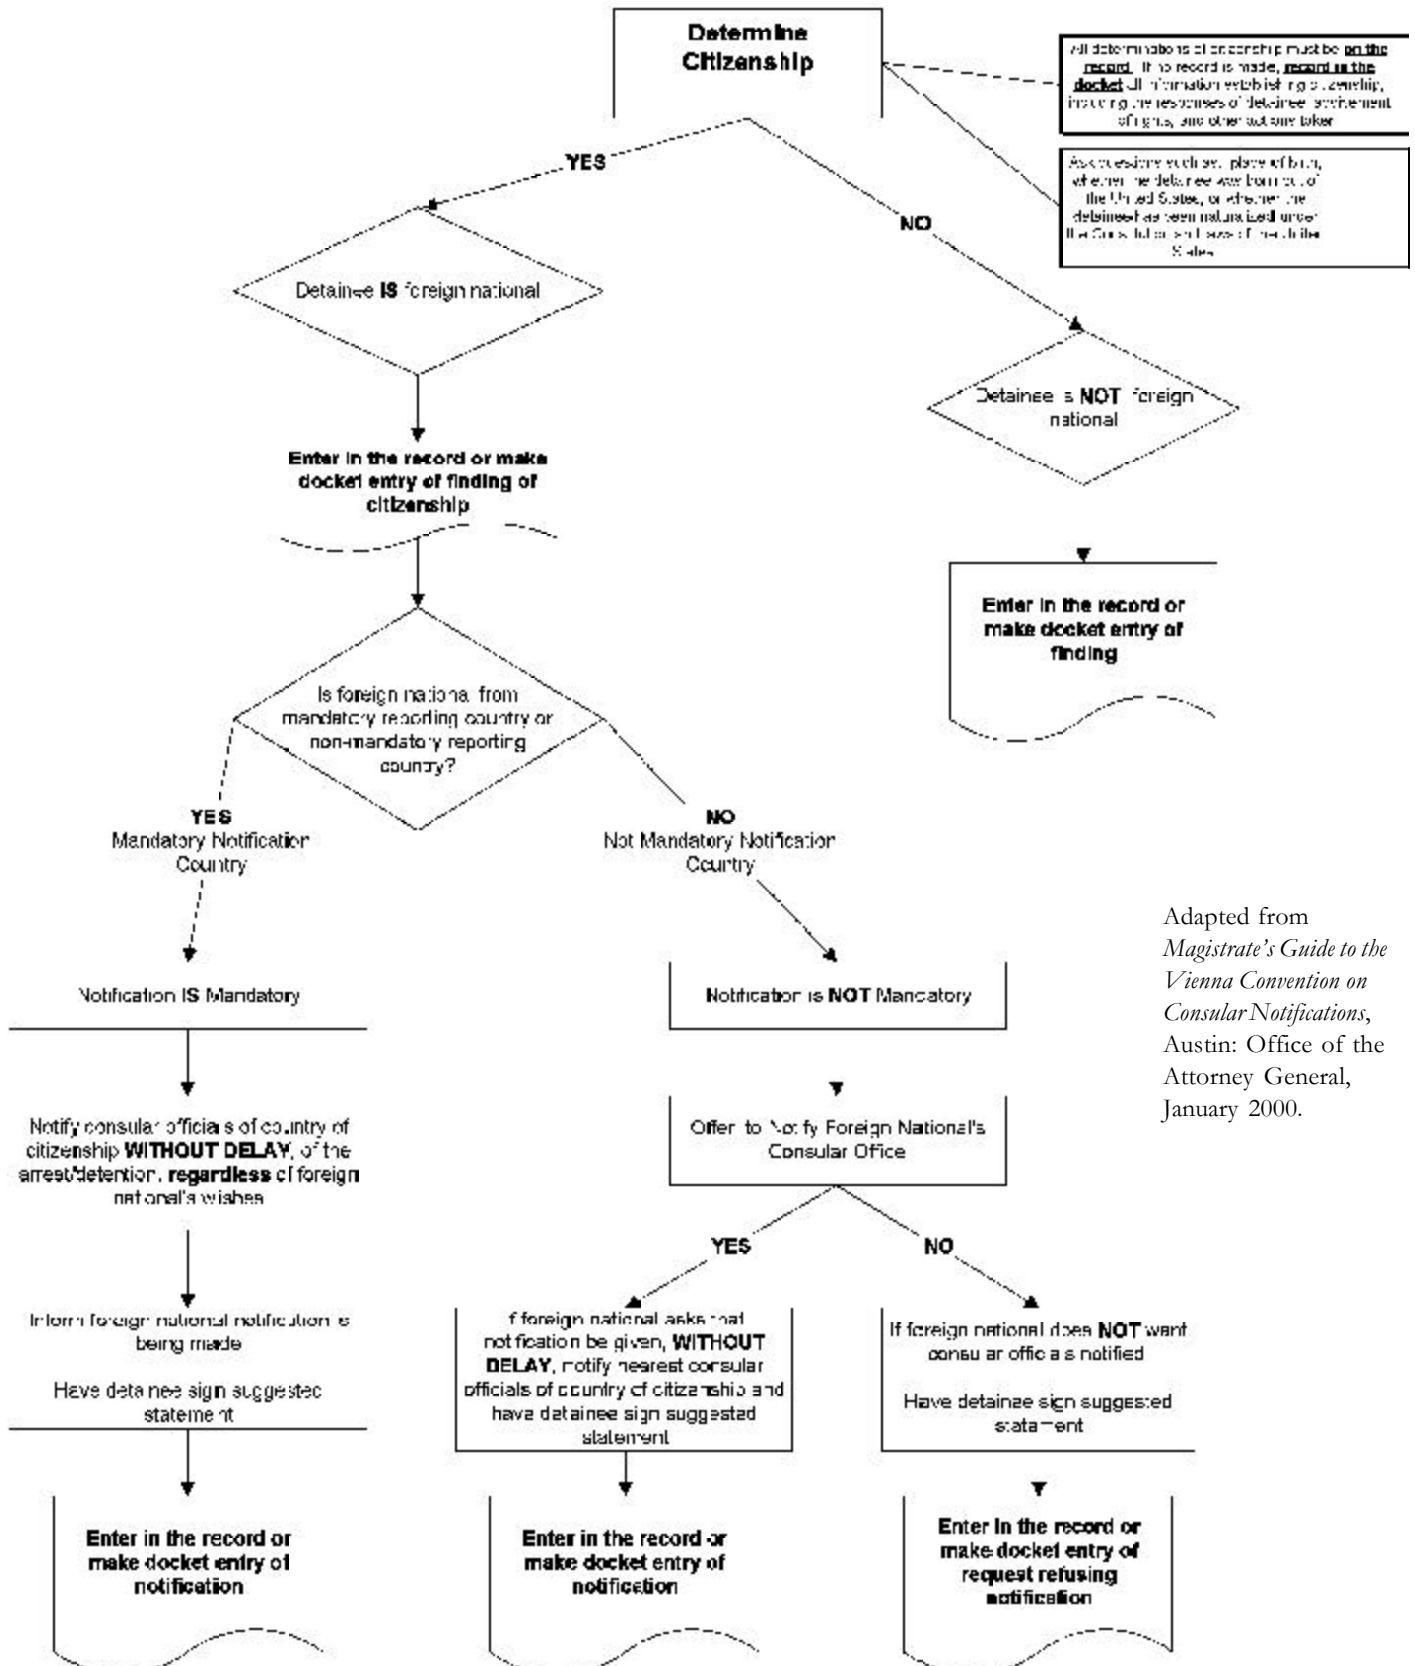 Determine
Citizenship
All determinations of citizenship must be on the
record. If no record is made, record in the
docket all information establishing citizenship,
including the responses of detainee, advisement
of rights, and other actions taken
Ask questions such as: place of birth,
whether the detainee was born out of
the United States, or whether the
detainee has been naturalized under
the Constitution and Laws of the United
States
YES
NO
Detainee IS foreign national
Detainee is NOT foreign
national
Enter in the record or make
docket entry of finding of
citizenship
Enter in the record or
make docket entry of
finding
Is foreign national from
mandatory reporting country or
non-mandatory reporting
country?
YES
Mandatory Notification
Country
NO
Not Mandatory Notification
Country
Adapted from
Magistrate's Guide to the
Vienna Convention on
Consular Notifications,
Austin: Office of the
Attorney General,
January 2000.
Notification IS Mandatory
Notification is NOT Mandatory
Notify consular officials of country of
citizenship WITHOUT DELAY, of the
arrest/detention, regardless of foreign
national's wishes
Offer to Notify Foreign National's
Consular Office
YES
NO
Inform foreign national notification is
being made
Have detainee sign suggested
statement
If foreign national asks that
notification be given, WITHOUT
DELAY, notify nearest consular
officials of country of citizenship and
have detainee sign suggested
statement
If foreign national does NOT want
consular officials notified
Have detainee sign suggested
statement
Enter in the record or
make docket entry of
notification
Enter in the record or
make docket entry of
notification
Enter in the record or
make docket entry of
request refusing
notification